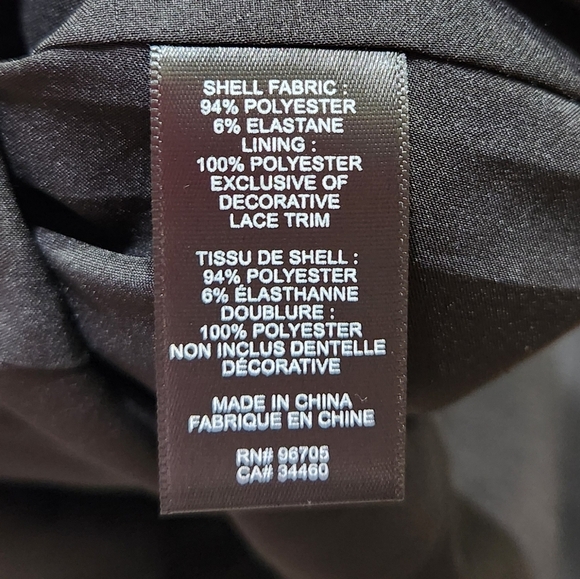 SHELL FABRIC :
94% POLYESTER
6% ELASTANE
LINING :
100% POLYESTER
EXCLUSIVE OF
DECORATIVE
LACE TRIM
TISSU DE SHELL :
94% POLYESTER
6% ÉLASTHANNE
DOUBLURE :
100% POLYESTER
NON INCLUS DENTELLE
DÉCORATIVE
MADE IN CHINA
FABRIQUE EN CHINE
RN# 96705
CA# 34460